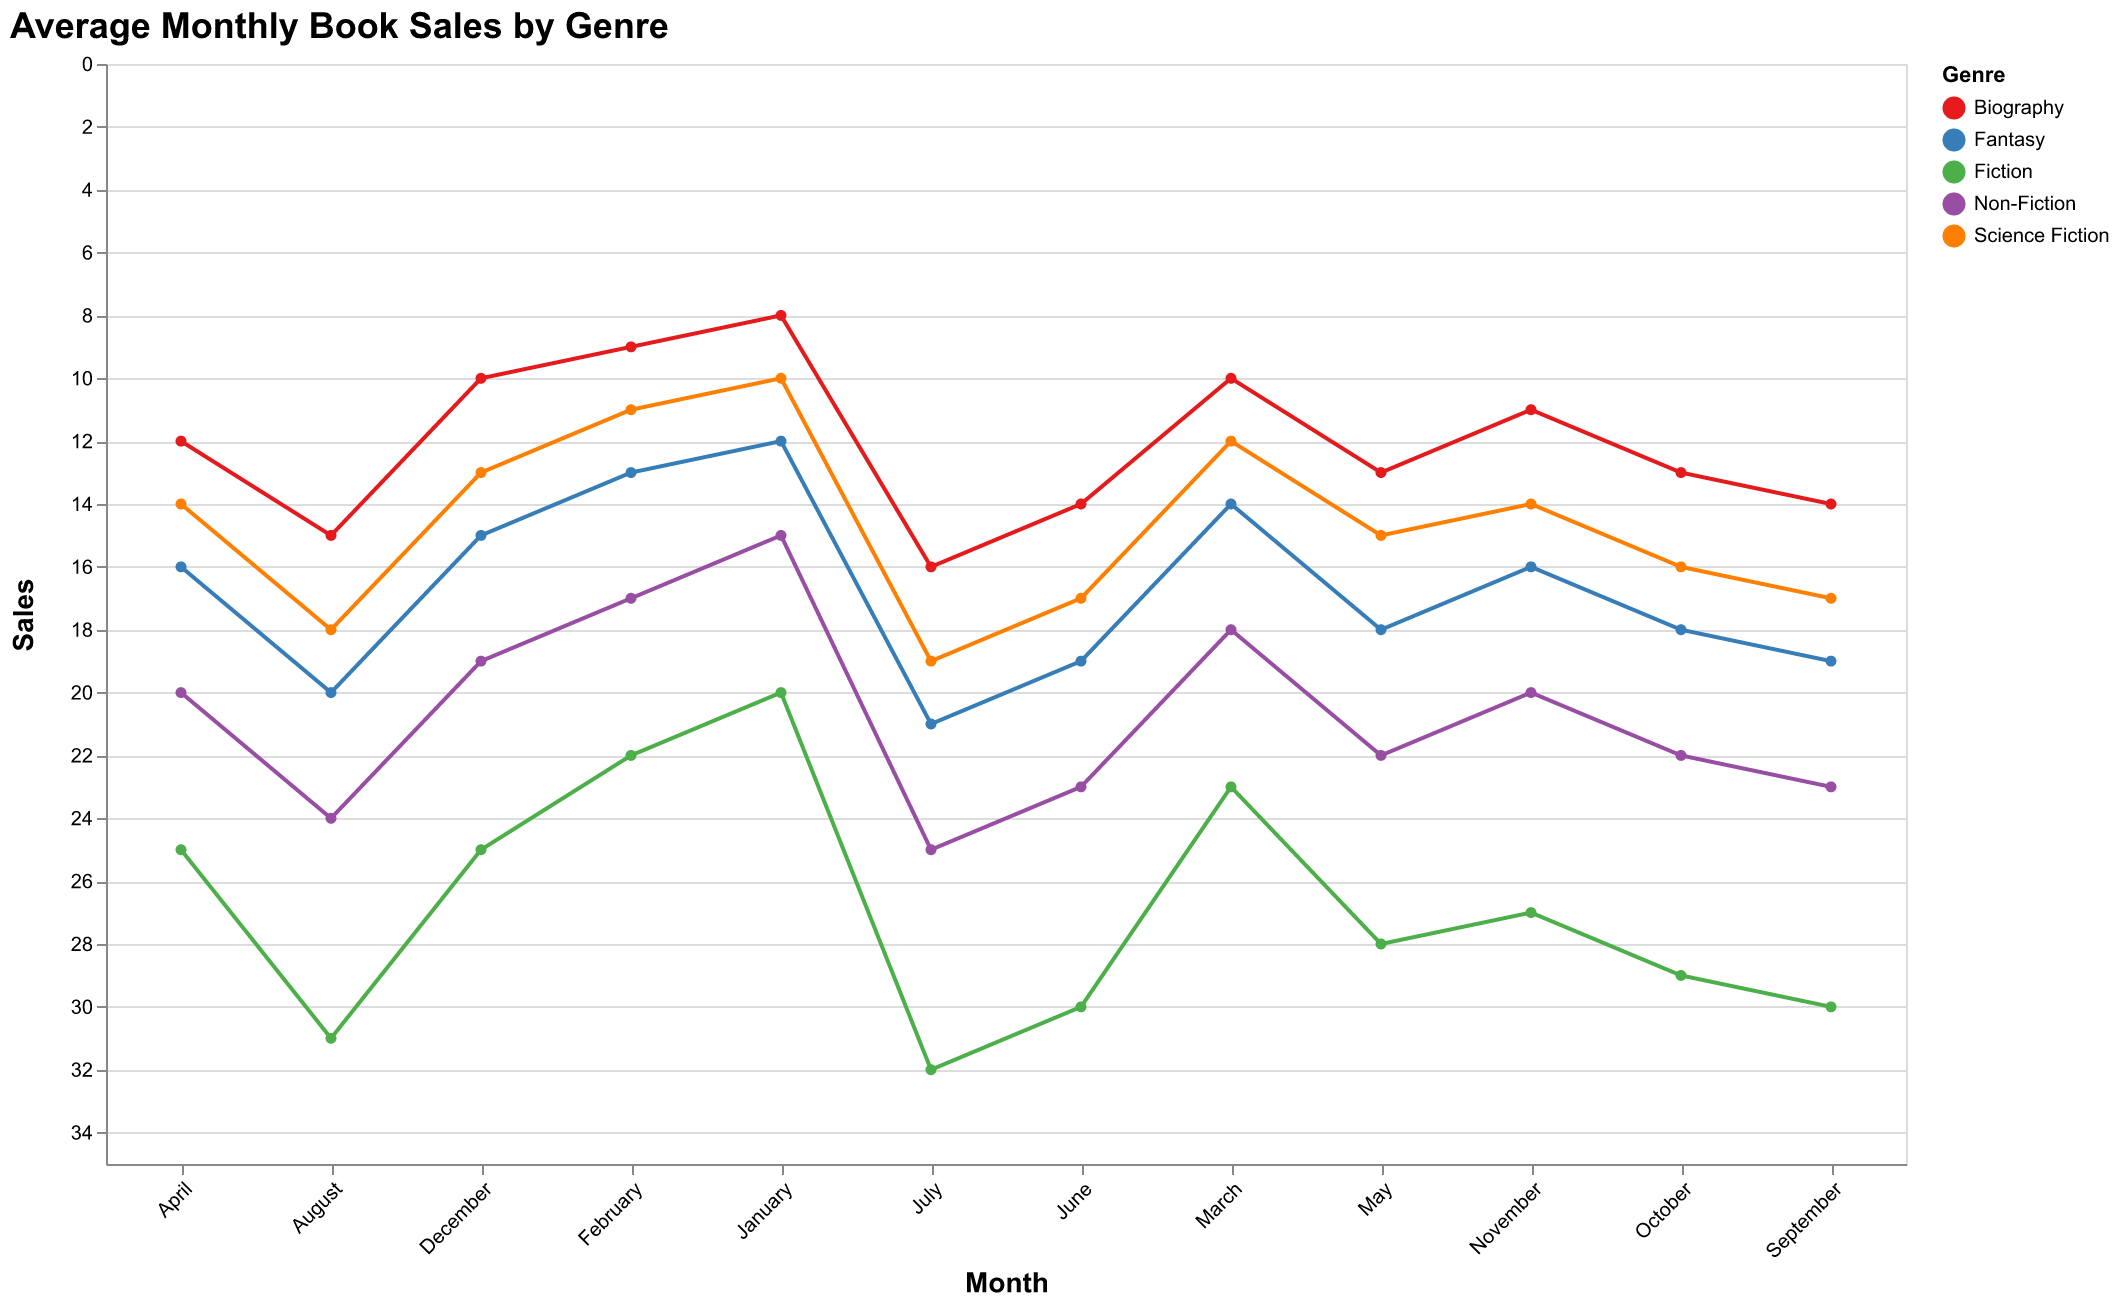 Average Monthly Book Sales by Genre
0
2
4
6
8
10
12
14
16
18
20
22
24
26
28
30
32
34
Sales
April
August
December
February
January
July
June
March
May
November
October
September
Month
Genre
Biography
Fantasy
Fiction
Non-Fiction
Science Fiction